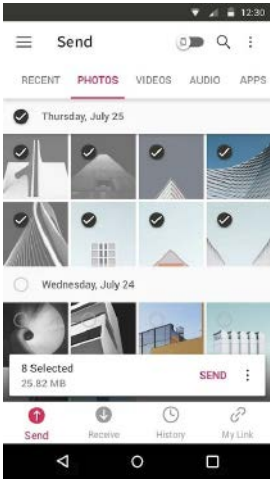 12:30
Send
RECENT PHOTOS VIDEOS AUDIO APPS
Thursday, July 25
Wednesday, July 24
8 Selected
SEND
25.82 MB
Send Receive History My Link